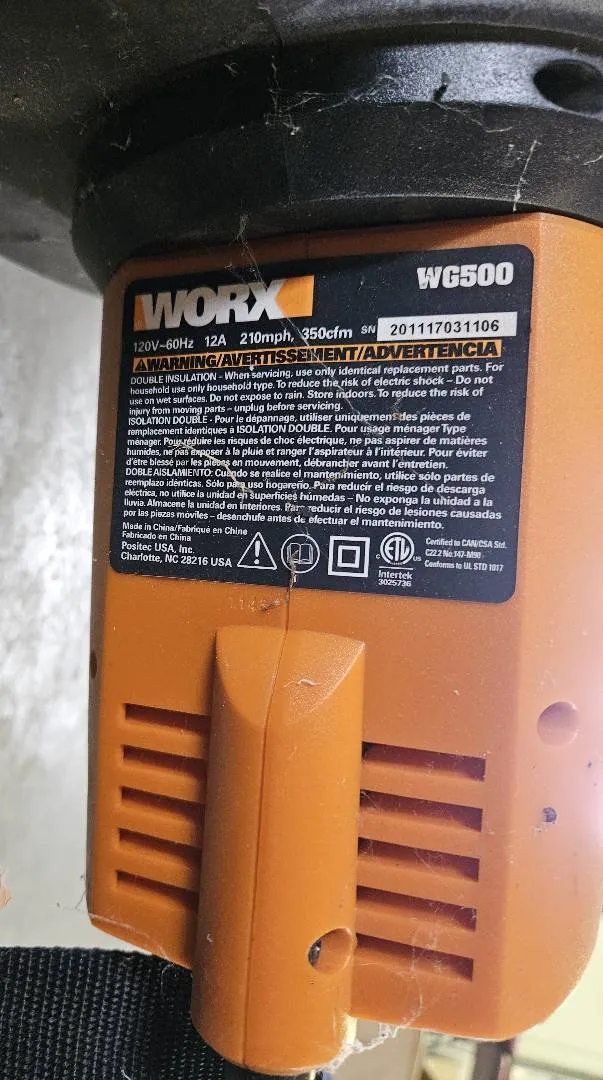 WORX WG500
120V~60Hz 12A 210mph, 350cfm SN 201117031106
WARNING/AVERTISSEMENT/ADVERTENCIA
DOUBLE INSULATION - When servicing, use only identical replacement parts. For
household use only household type. To reduce the risk of electric shock – Do not
use on wet surfaces. Do not expose to rain. Store indoors. To reduce the risk of
injury from moving parts – unplug before servicing.
ISOLATION DOUBLE - Pour le dépannage, utiliser uniquement des pièces de
remplacement identiques à ISOLATION DOUBLE. Pour usage ménager Type
ménager. Pour réduire les risques de choc électrique, ne pas aspirer de matières
humides, ne pas exposer à la pluie et ranger l'aspirateur à l'intérieur. Pour éviter
d'être blessé par les pièces en mouvement, débrancher avant l'entretien.
DOBLE AISLAMIENTO: Cuando se realice el mantenimiento, utilice sólo partes de
reemplazo idénticas. Sólo para uso hogareño. Para reducir el riesgo de descarga
eléctrica, no utilice la unidad en superficies húmedas – No exponga la unidad a la
lluvia. Almacene la unidad en interiores. Para reducir el riesgo de lesiones causadas
por las piezas móviles – desenchufe antes de efectuar el mantenimiento.
Made in China/Fabriqué en Chine
Fabricado en China
Positec USA, Inc.
Charlotte, NC 28216 USA
C ETL US
Intertek
3025736
Certified to CAN/CSA Std.
C22.2 No.147-M90
Conforms to UL STD 1017